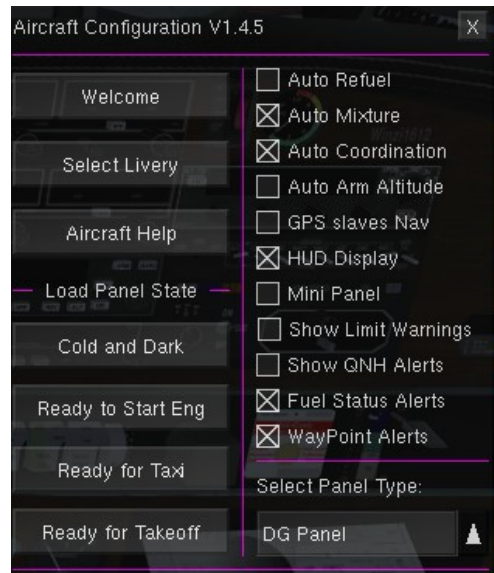 Aircraft Configuration V1.4.5
X
Welcome
Select Livery
Aircraft Help
Load Panel State
Cold and Dark
Ready to Start Eng
Ready for Taxi
Ready for Takeoff
Auto Refuel
Auto Mixture
Auto Coordination
Auto Arm Altitude
GPS slaves Nav
HUD Display
Mini Panel
Show Limit Warnings
Show QNH Alerts
Fuel Status Alerts
WayPoint Alerts
Select Panel Type:
DG Panel